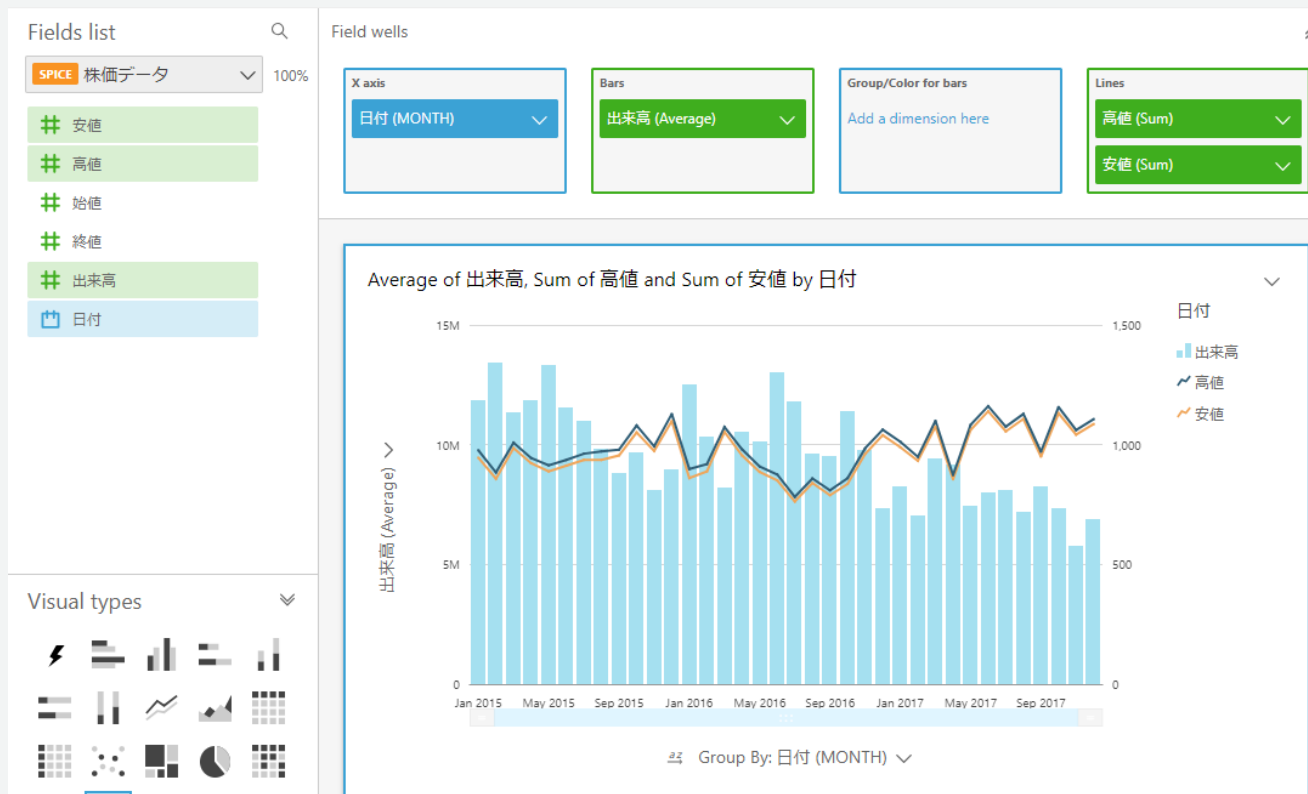 Fields list
SPICE 株価データ 100%
安値
高値
始値
終値
出来高
日付
Visual types
Field wells
X axis
日付 (MONTH)
Bars
出来高 (Average)
Group/Color for bars
Add a dimension here
Lines
高値 (Sum)
安値 (Sum)
Average of 出来高, Sum of 高値 and Sum of 安値 by 日付
出来高 (Average)
15M
10M
5M
0
1,500
1,000
500
0
Jan 2015 May 2015 Sep 2015 Jan 2016 May 2016 Sep 2016 Jan 2017 May 2017 Sep 2017
az Group By: 日付 (MONTH)
日付
出来高
高値
安値